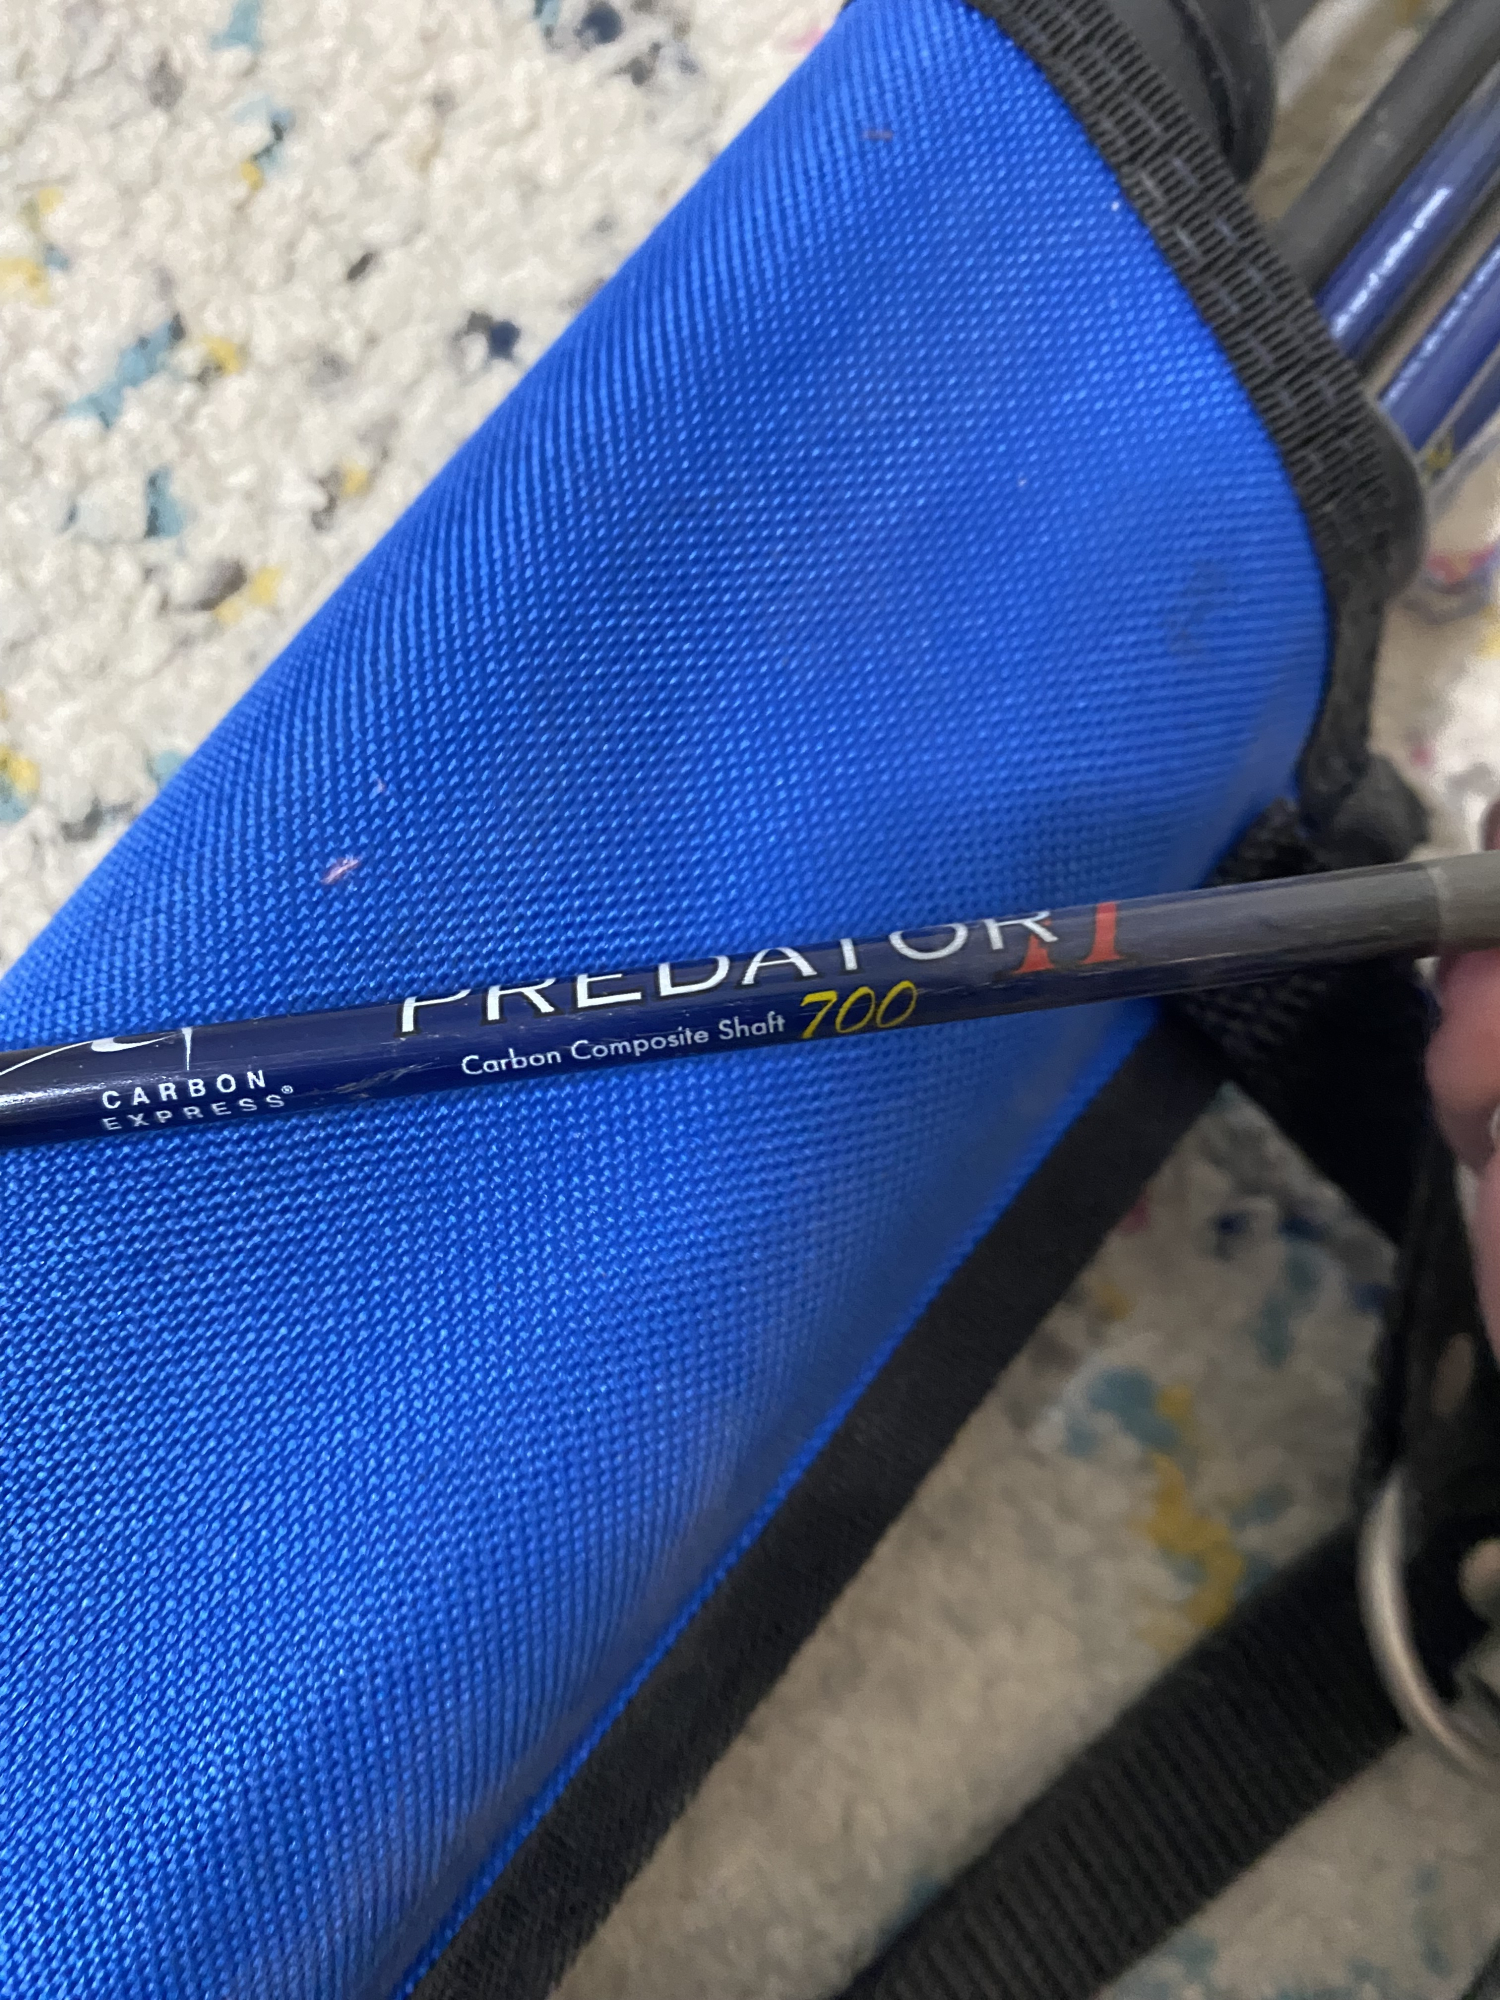 PREDATOR II
Carbon Composite Shaft 700
CARBON
EXPRESS®